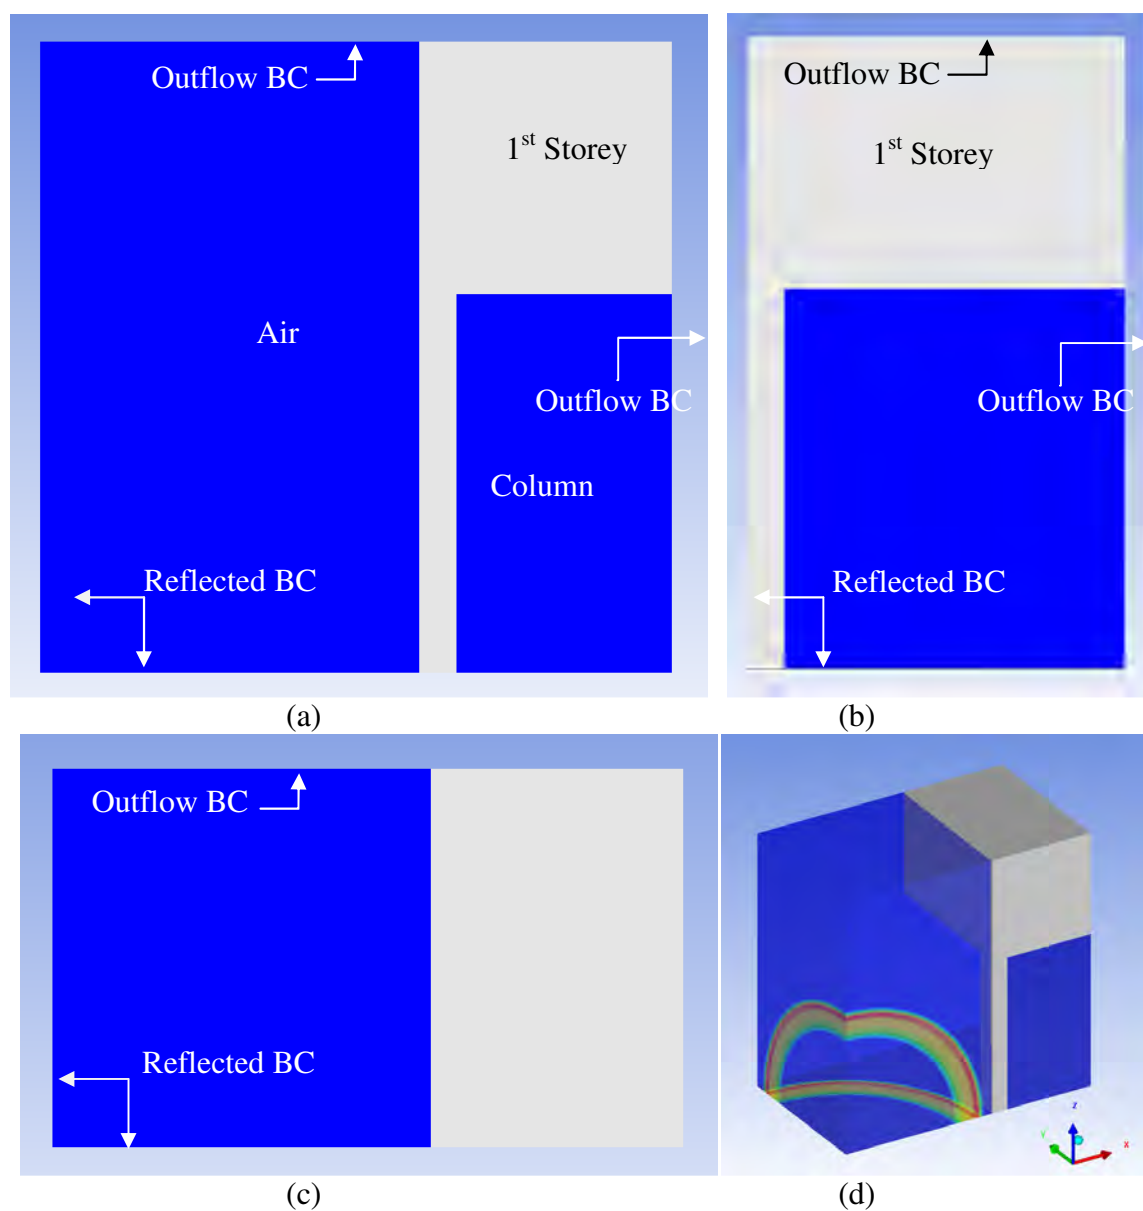 Outflow BC
1st Storey
Air
Outflow BC
Column
Reflected BC
(a)
Outflow BC
1st Storey
Outflow BC
Reflected BC
(b)
Outflow BC
Reflected BC
(c)
z
Y
x
(d)